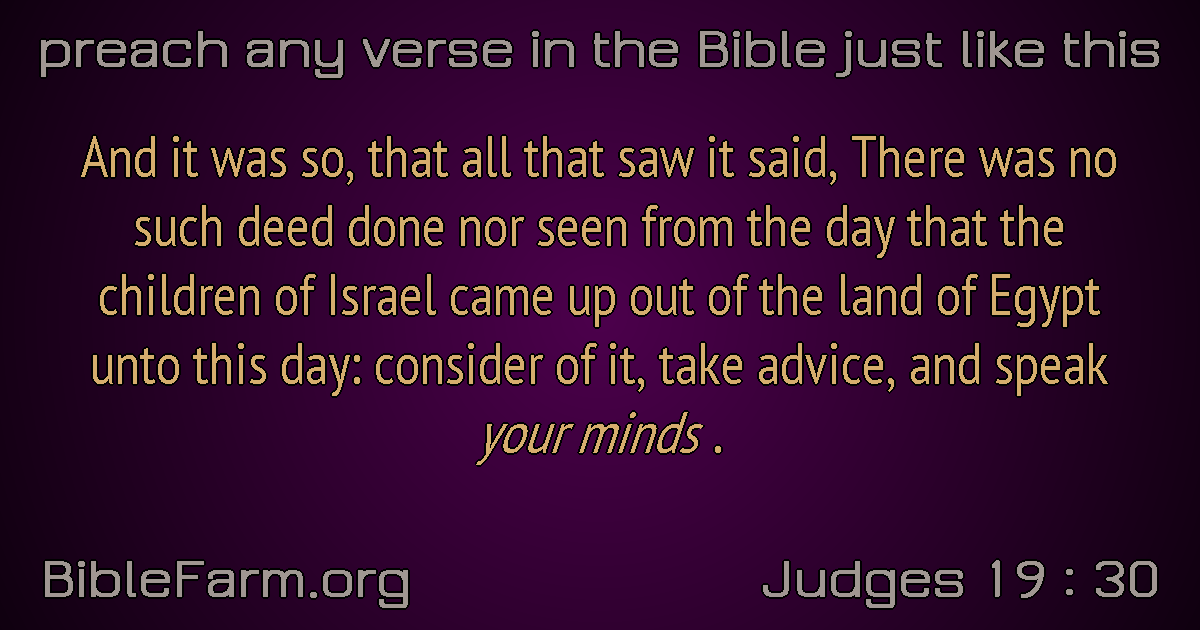 preach any verse in the Bible just like this
And it was so, that all that saw it said, There was no
such deed done nor seen from the day that the
children of Israel came up out of the land of Egypt
unto this day: consider of it, take advice, and speak
your minds .
BibleFarm.org
Judges 19 : 30